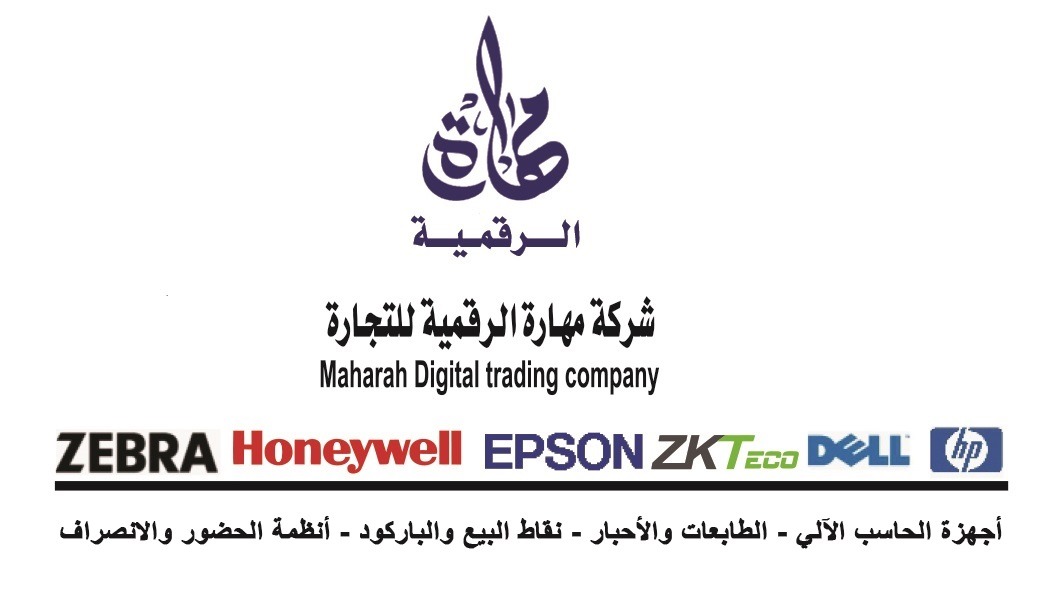 مهارة
الرقمية
شركة مهارة الرقمية للتجارة
Maharah Digital trading company
ZEBRA Honeywell EPSON ZKTeco DELL hp
أجهزة الحاسب الآلي - الطابعات والأحبار - نقاط البيع والباركود - أنظمة الحضور والانصراف